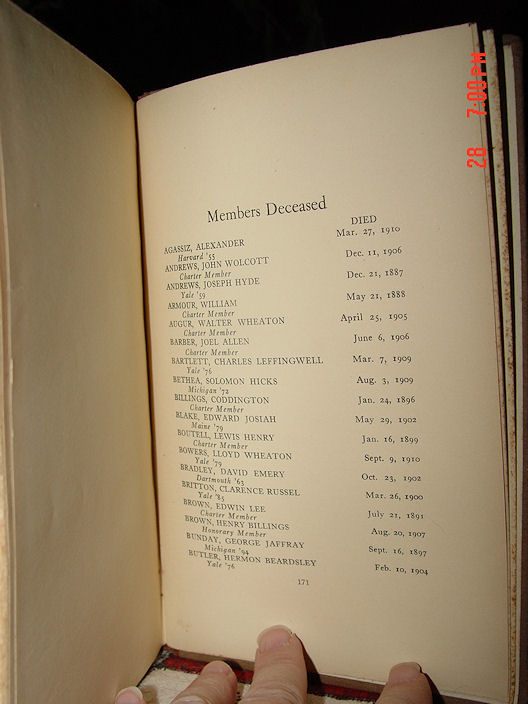 Members Deceased
DIED
AGASSIZ, ALEXANDER Mar. 27, 1910
Harvard '55
ANDREWS, JOHN WOLCOTT Dec. 11, 1906
Charter Member
ANDREWS, JOSEPH HYDE Dec. 21, 1887
Yale '59
ARMOUR, WILLIAM May 21, 1888
Charter Member
AUGUR, WALTER WHEATON April 25, 1905
Charter Member
BARBER, JOEL ALLEN June 6, 1906
Charter Member
BARTLETT, CHARLES LEFFINGWELL Mar. 7, 1909
Yale '76
BETHEA, SOLOMON HICKS Aug. 3, 1909
Michigan '72
BILLINGS, CODDINGTON Jan. 24, 1896
Charter Member
BLAKE, EDWARD JOSIAH May 29, 1902
Maine '79
BOUTELL, LEWIS HENRY Jan. 16, 1899
Charter Member
BOWERS, LLOYD WHEATON Sept. 9, 1910
Yale '79
BRADLEY, DAVID EMERY Oct. 23, 1902
Dartmouth '63
BRITTON, CLARENCE RUSSEL Mar. 26, 1900
Yale '85
BROWN, EDWIN LEE July 21, 1891
Charter Member
BROWN, HENRY BILLINGS Aug. 20, 1907
Honorary Member
BUNDAY, GEORGE JAFFRAY Sept. 16, 1897
Michigan '94
BUTLER, HERMON BEARDSLEY Feb. 10, 1904
Yale '76
171
28 7:00 PM